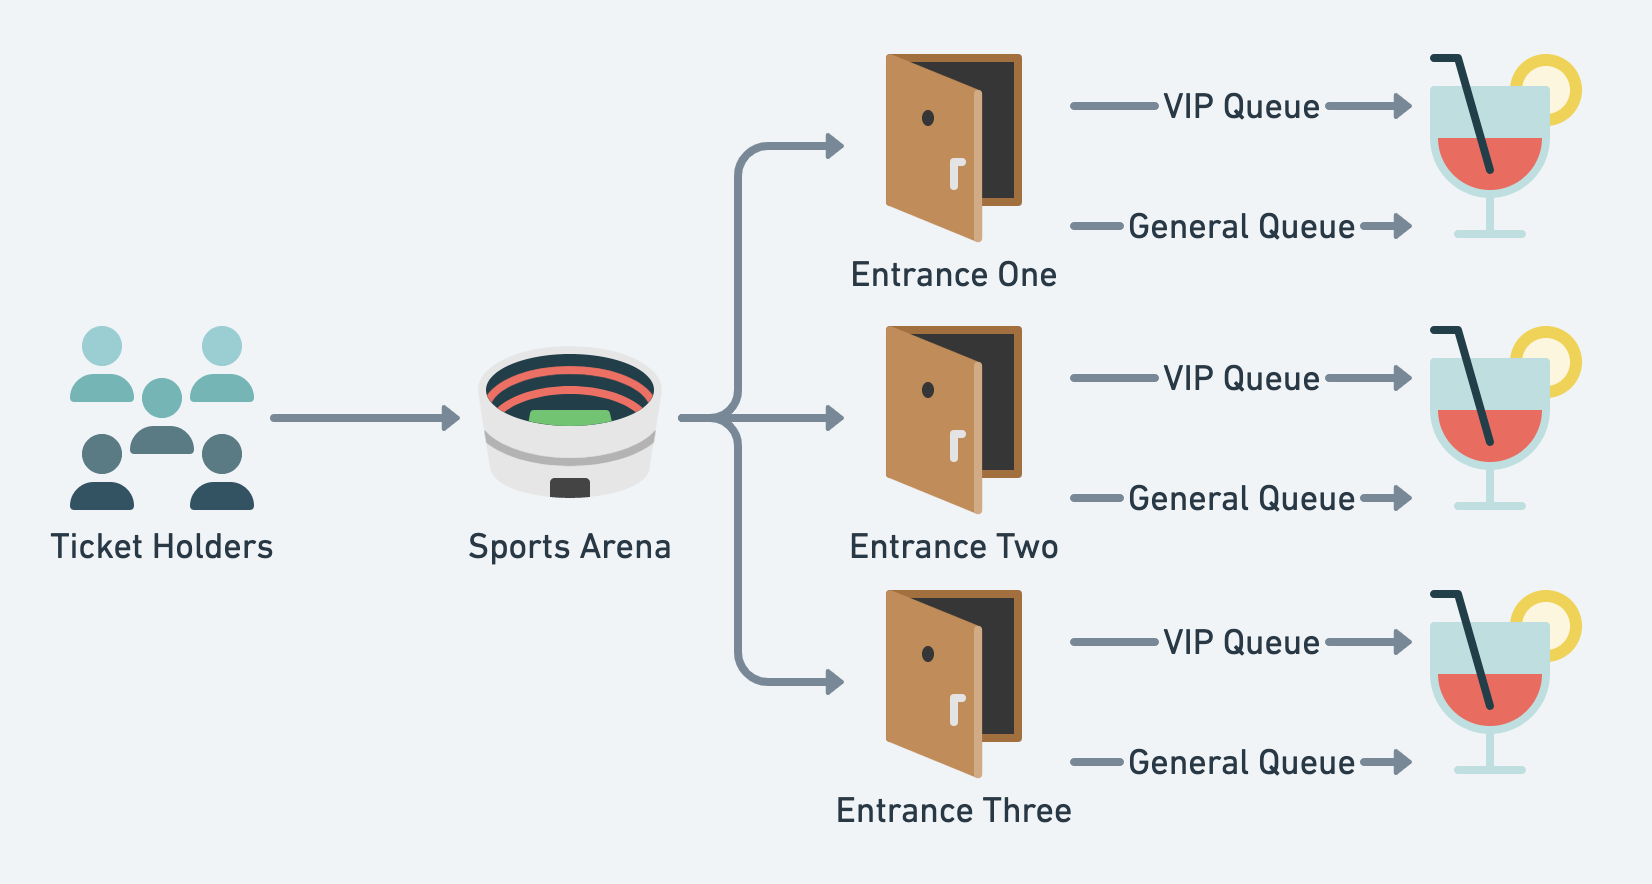 Ticket Holders
Sports Arena
Entrance One
VIP Queue
General Queue
Entrance Two
VIP Queue
General Queue
Entrance Three
VIP Queue
General Queue